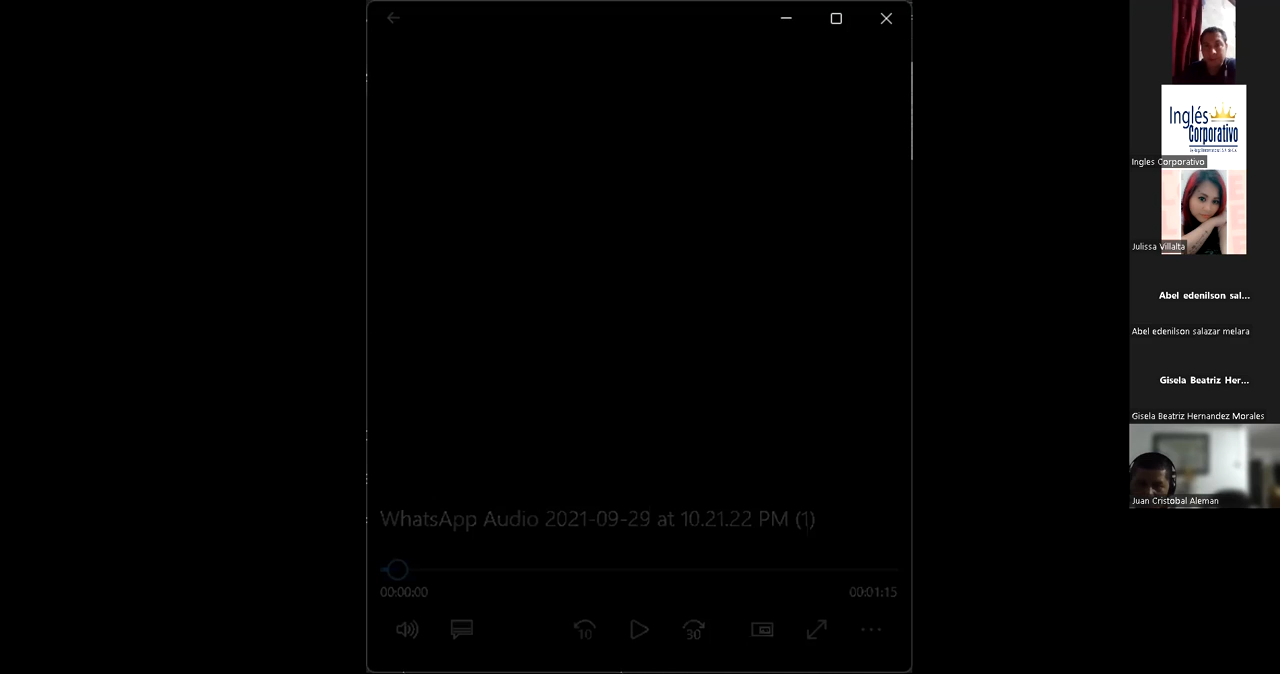 WhatsApp Audio 2021-09-29 at 10.21.22 PM (1)
00:00:00
00:01:15
10
30
Inglés
Corporativo
Ingles Corporativo
Julissa Villalta
Abel edenilson sal...
Abel edenilson salazar melara
Gisela Beatriz Her...
Gisela Beatriz Hernandez Morales
Juan Cristobal Aleman